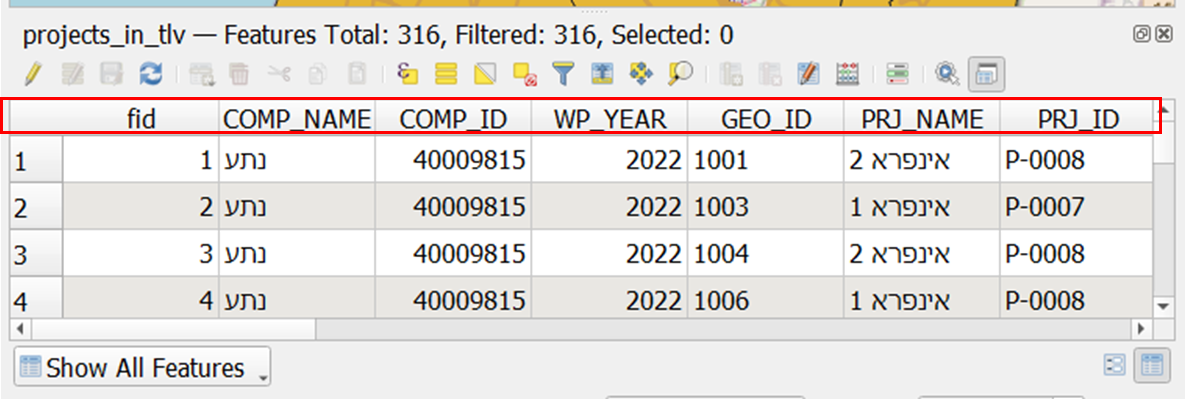 projects_in_tlv — Features Total: 316, Filtered: 316, Selected: 0
fid COMP_NAME COMP_ID WP_YEAR GEO_ID PRJ_NAME PRJ_ID
1 1 נתע 40009815 2022 1001 אינפרא 2 P-0008
2 2 נתע 40009815 2022 1003 אינפרא 1 P-0007
3 3 נתע 40009815 2022 1004 אינפרא 2 P-0008
4 4 נתע 40009815 2022 1006 אינפרא 1 P-0008
Show All Features